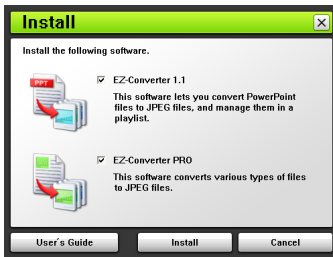 Install
Install the following software.
PPT
EZ-Converter 1.1
This software lets you convert PowerPoint
files to JPEG files, and manage them in a
playlist.
EZ-Converter PRO
This software converts various types of files
to JPEG files.
User's Guide
Install
Cancel